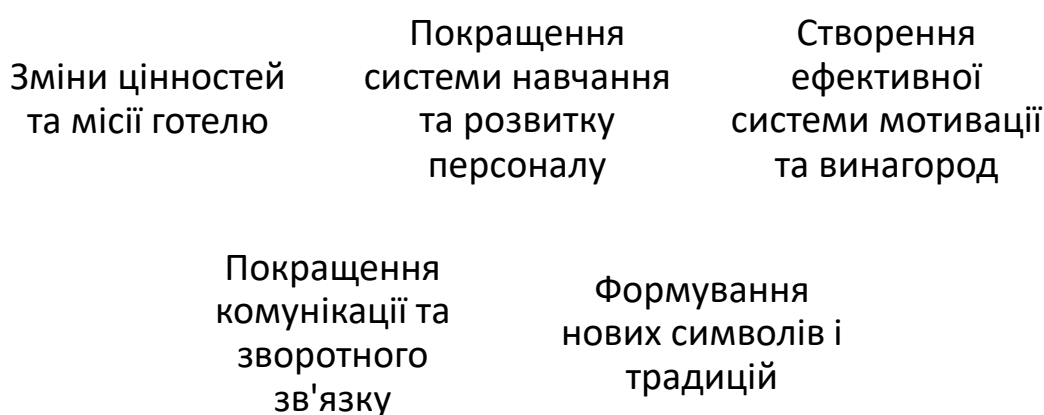 Зміни цінностей
та місії готелю
Покращення
системи навчання
та розвитку
персоналу
Створення
ефективної
системи мотивації
та винагород
Покращення
комунікації та
зворотного
зв'язку
Формування
нових символів і
традицій